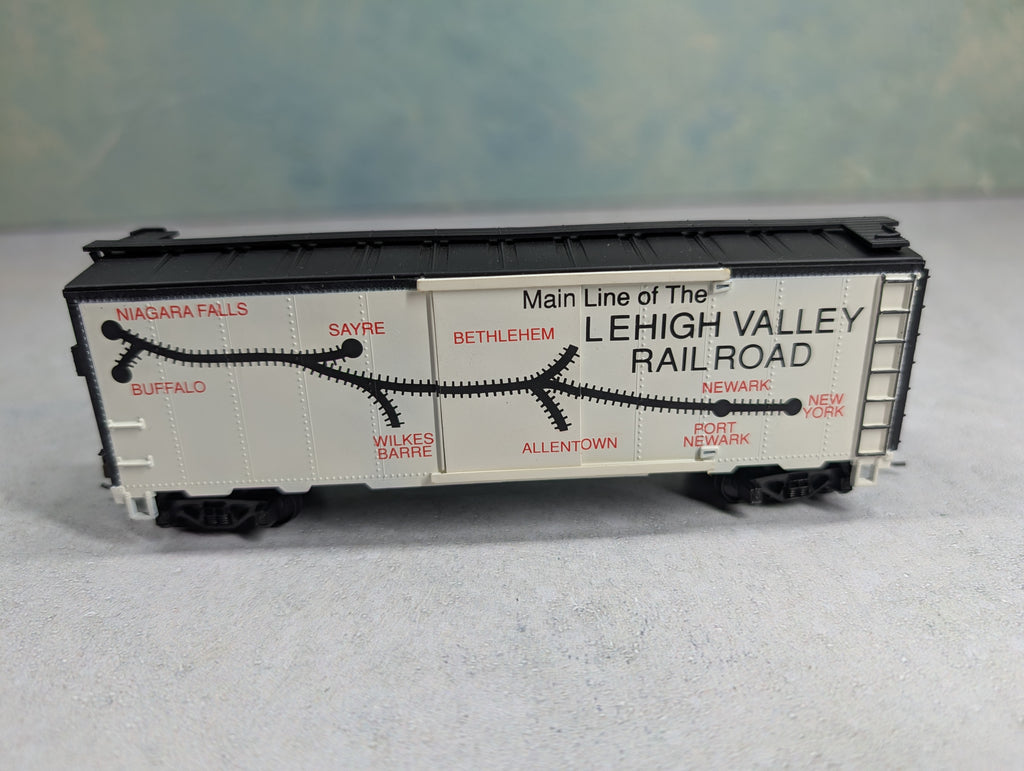 Main Line of The
LEHIGH VALLEY
RAILROAD
NIAGARA FALLS
SAYRE
BETHLEHEM
BUFFALO
NEWARK
NEW
YORK
WILKES
BARRE
ALLENTOWN
PORT
NEWARK